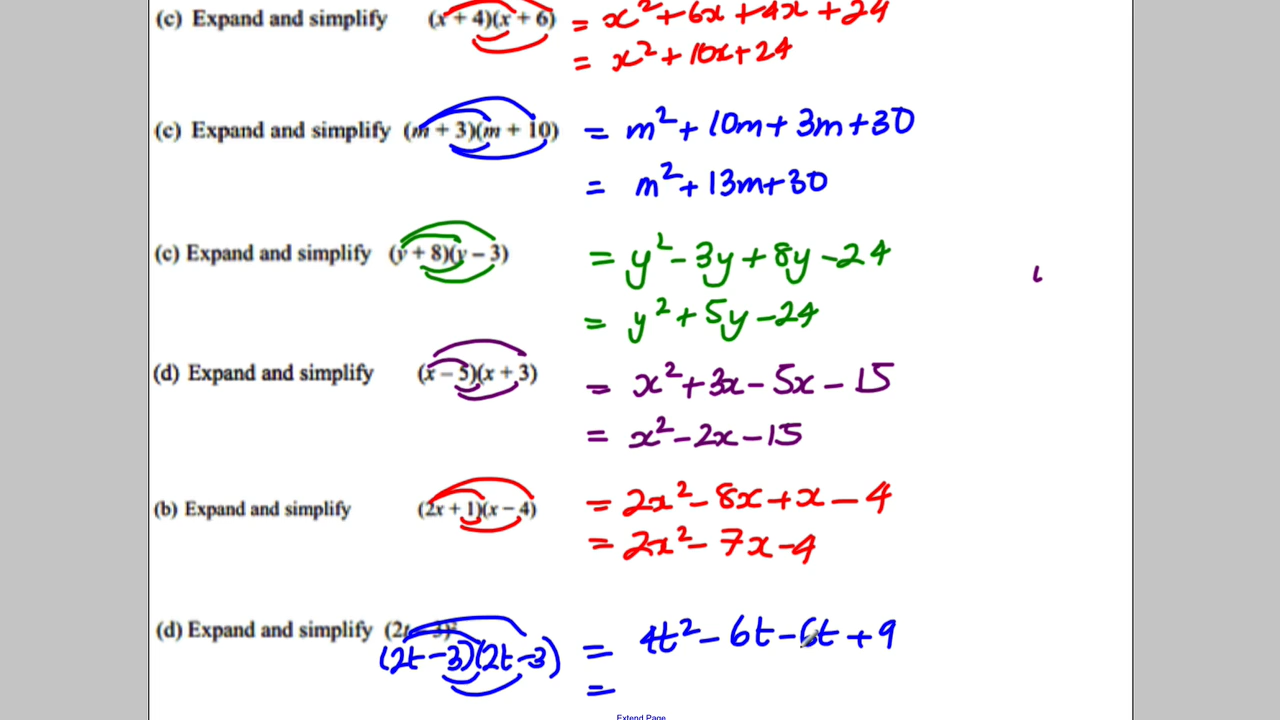 (c) Expand and simplify (x + 4)(x + 6) = x² + 6x + 4x + 24
= x² + 10x + 24
(c) Expand and simplify (m + 3)(m + 10) = m² + 10m + 3m + 30
= m² + 13m + 30
(c) Expand and simplify (y + 8)(y – 3) = y² - 3y + 8y - 24
= y² + 5y - 24
(d) Expand and simplify (x – 5)(x + 3) = x² + 3x - 5x - 15
= x² - 2x - 15
(b) Expand and simplify (2x + 1)(x – 4) = 2x² - 8x + x - 4
= 2x² - 7x - 4
(d) Expand and simplify (2t – 3)²
(2t - 3)(2t - 3) = 4t² - 6t - 6t + 9
=
Extend Page